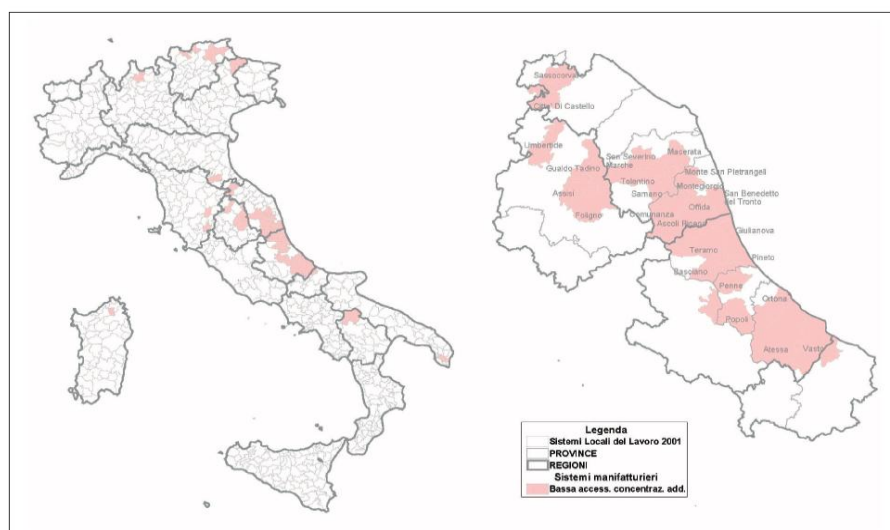 Sassocorvaro
Citta' Di Castello
Umbertide
Gualdo Tadino
San Severino
Marche
Macerata
Monte San Pietrangeli
Tolentino
Montegiorgio
Assisi
Sarnano
San Benedetto
del Tronto
Offida
Foligno
Comunanza
Ascoli Piceno
Giulianova
Teramo
Pineto
Basciano
Penne
Ortona
Popoli
Atessa
Vasto
Legenda
Sistemi Locali del Lavoro 2001
PROVINCE
REGIONI
Sistemi manifatturieri
Bassa access. concentraz. add.